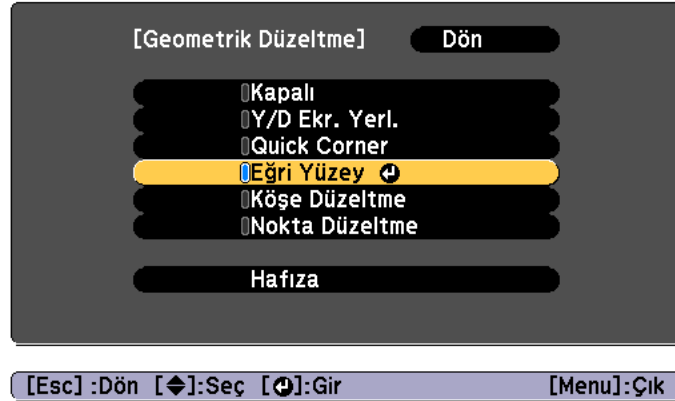 [Geometrik Düzeltme] Dön
Kapalı
Y/D Ekr. Yerl.
Quick Corner
Eğri Yüzey
Köşe Düzeltme
Nokta Düzeltme
Hafıza
[Esc] :Dön [◆]:Seç [↵]:Gir [Menu]:Çık